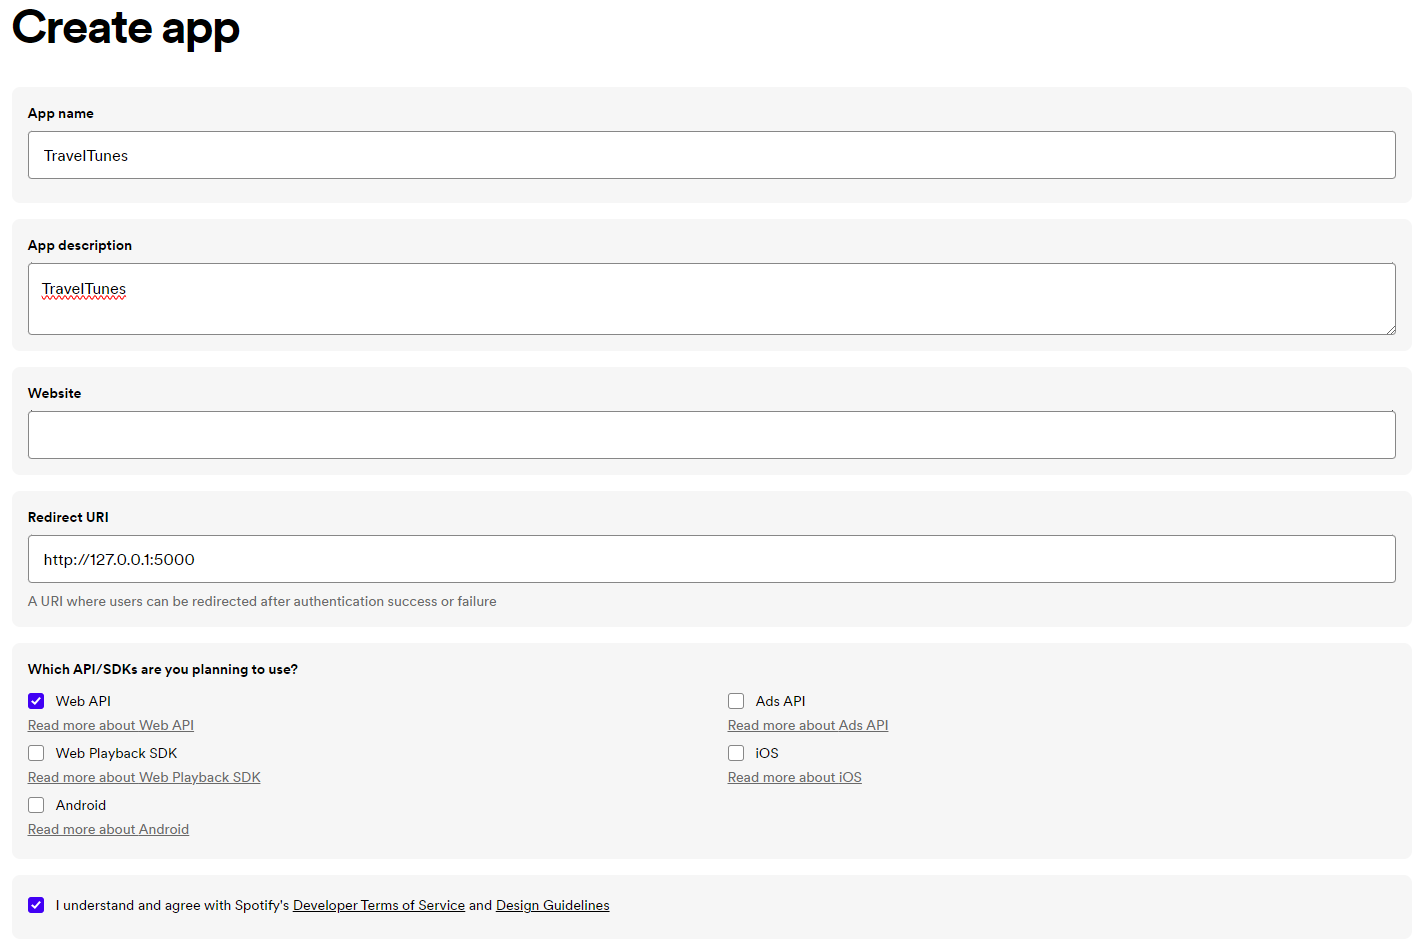 Create app
App name
TravelTunes
App description
TravelTunes
Website
Redirect URI
http://127.0.0.1:5000
A URI where users can be redirected after authentication success or failure
Which API/SDKs are you planning to use?
Web API
Read more about Web API
Ads API
Read more about Ads API
Web Playback SDK
Read more about Web Playback SDK
iOS
Read more about iOS
Android
Read more about Android
I understand and agree with Spotify's Developer Terms of Service and Design Guidelines